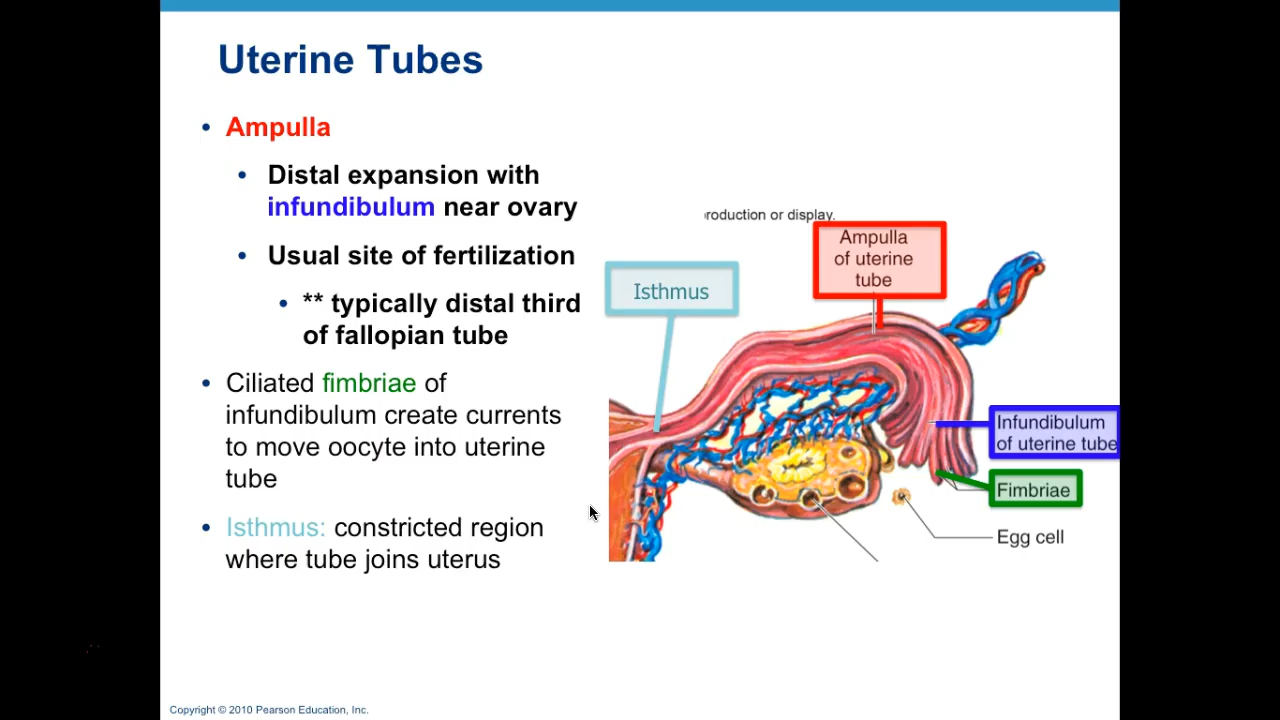 Uterine Tubes
• Ampulla
• Distal expansion with
infundibulum near ovary
• Usual site of fertilization
• ** typically distal third
of fallopian tube
• Ciliated fimbriae of
infundibulum create currents
to move oocyte into uterine
tube
• Isthmus: constricted region
where tube joins uterus
production or display.
Ampulla
of uterine
tube
Isthmus
Infundibulum
of uterine tube
Fimbriae
Egg cell
Copyright © 2010 Pearson Education, Inc.